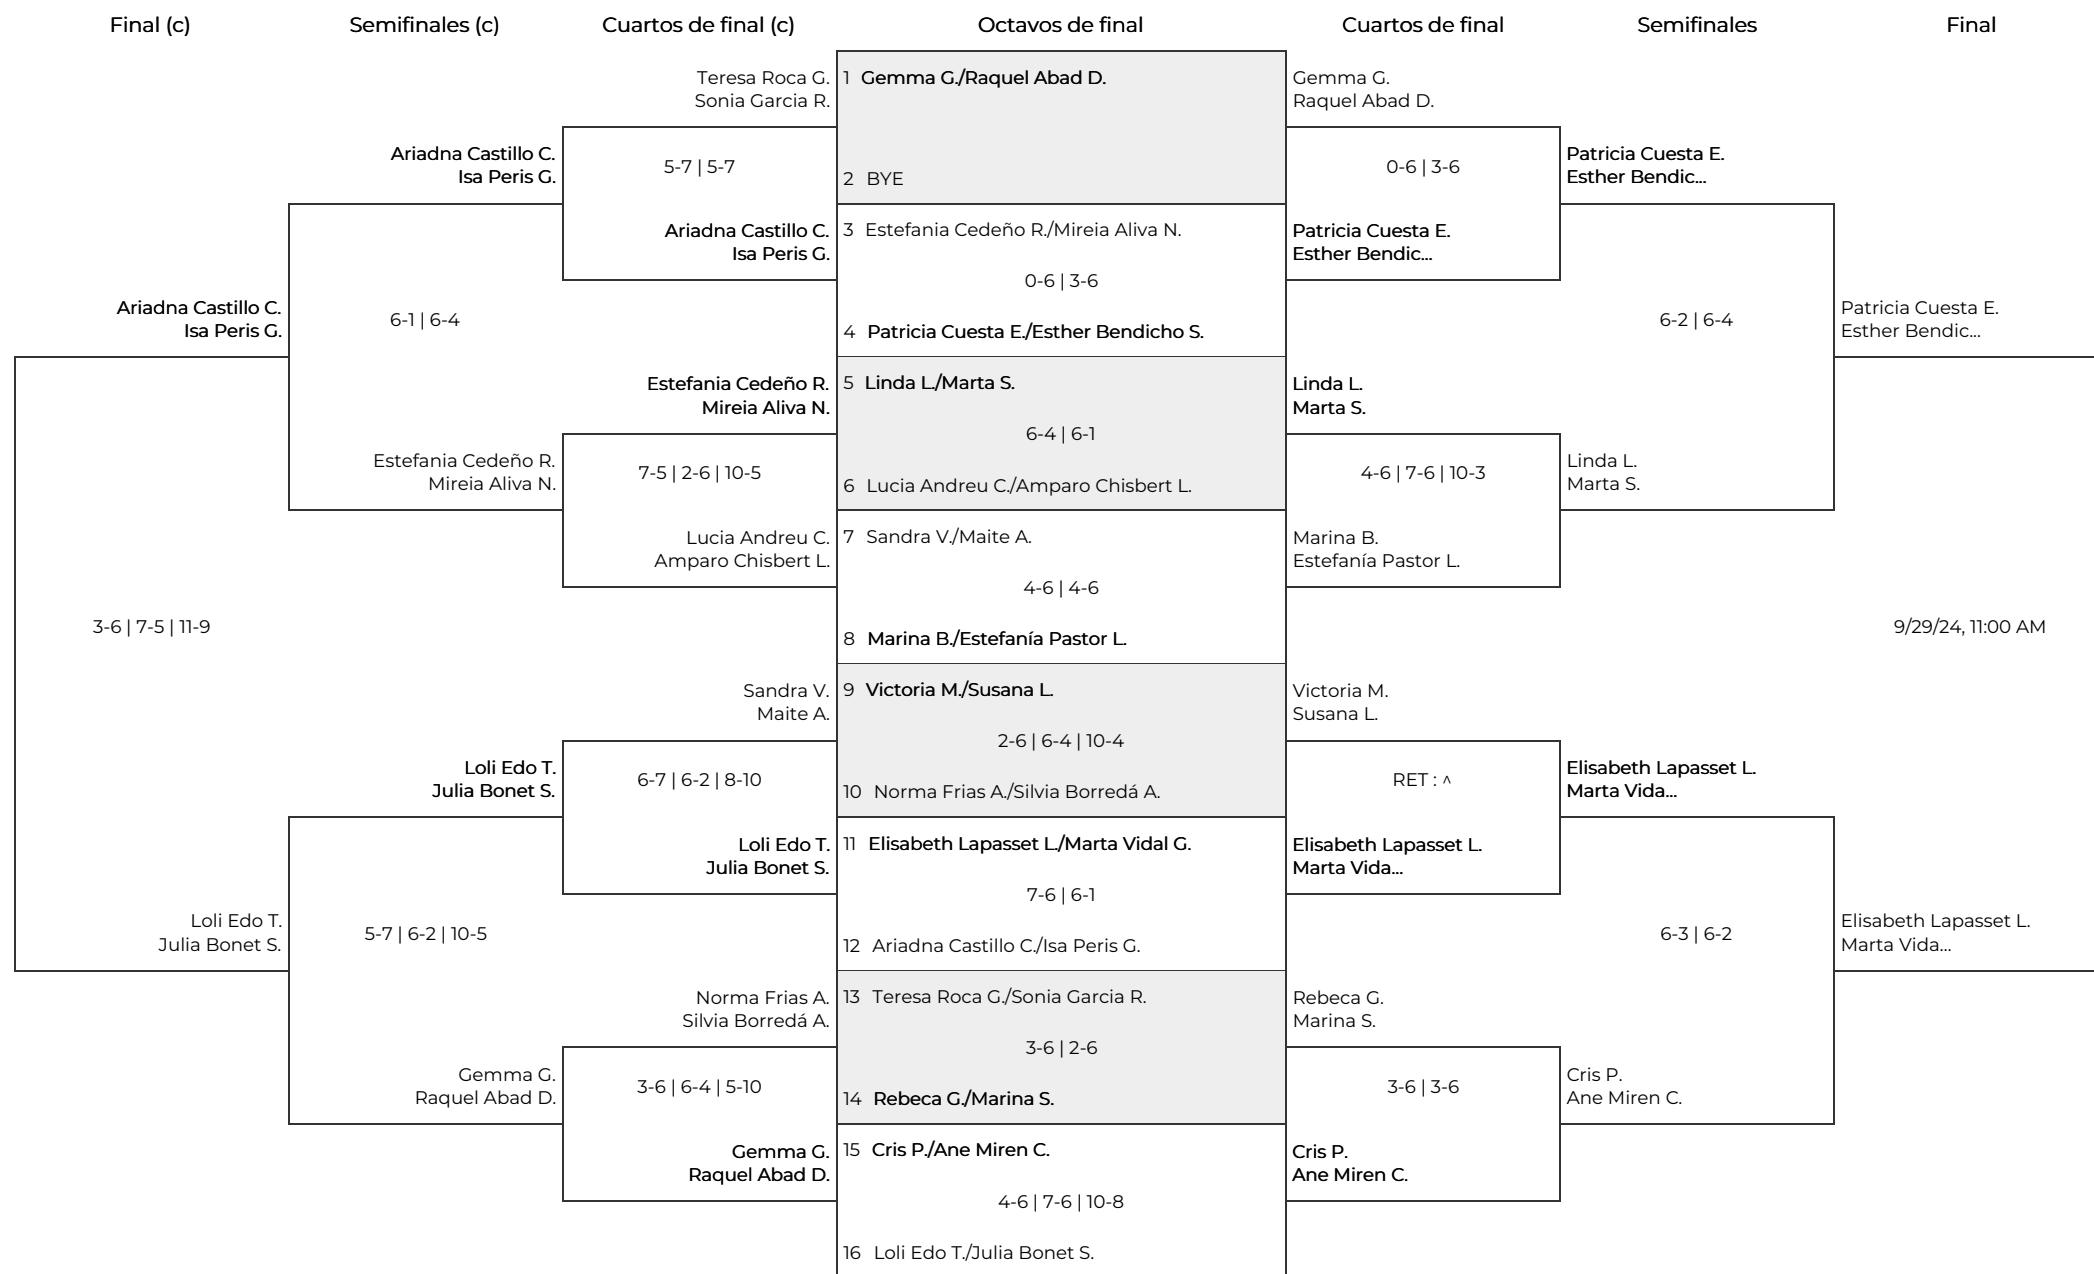 Final (c)
Semifinales (c)
Cuartos de final (c)
Octavos de final
Cuartos de final
Semifinales
Final
Ariadna Castillo C.
Isa Peris G.
3-6 | 7-5 | 11-9
Loli Edo T.
Julia Bonet S.
Ariadna Castillo C.
Isa Peris G.
6-1 | 6-4
Estefania Cedeño R.
Mireia Aliva N.
Loli Edo T.
Julia Bonet S.
5-7 | 6-2 | 10-5
Gemma G.
Raquel Abad D.
Teresa Roca G.
Sonia Garcia R.
5-7 | 5-7
Ariadna Castillo C.
Isa Peris G.
Estefania Cedeño R.
Mireia Aliva N.
7-5 | 2-6 | 10-5
Lucia Andreu C.
Amparo Chisbert L.
Sandra V.
Maite A.
6-7 | 6-2 | 8-10
Loli Edo T.
Julia Bonet S.
Norma Frias A.
Silvia Borredá A.
3-6 | 6-4 | 5-10
Gemma G.
Raquel Abad D.
1 Gemma G./Raquel Abad D.
2 BYE
3 Estefania Cedeño R./Mireia Aliva N.
0-6 | 3-6
4 Patricia Cuesta E./Esther Bendicho S.
5 Linda L./Marta S.
6-4 | 6-1
6 Lucia Andreu C./Amparo Chisbert L.
7 Sandra V./Maite A.
4-6 | 4-6
8 Marina B./Estefanía Pastor L.
9 Victoria M./Susana L.
2-6 | 6-4 | 10-4
10 Norma Frias A./Silvia Borredá A.
11 Elisabeth Lapasset L./Marta Vidal G.
7-6 | 6-1
12 Ariadna Castillo C./Isa Peris G.
13 Teresa Roca G./Sonia Garcia R.
3-6 | 2-6
14 Rebeca G./Marina S.
15 Cris P./Ane Miren C.
4-6 | 7-6 | 10-8
16 Loli Edo T./Julia Bonet S.
Gemma G.
Raquel Abad D.
0-6 | 3-6
Patricia Cuesta E.
Esther Bendic...
Linda L.
Marta S.
4-6 | 7-6 | 10-3
Marina B.
Estefanía Pastor L.
Victoria M.
Susana L.
RET : ^
Elisabeth Lapasset L.
Marta Vida...
Rebeca G.
Marina S.
3-6 | 3-6
Cris P.
Ane Miren C.
Patricia Cuesta E.
Esther Bendic...
6-2 | 6-4
Linda L.
Marta S.
Elisabeth Lapasset L.
Marta Vida...
6-3 | 6-2
Cris P.
Ane Miren C.
Patricia Cuesta E.
Esther Bendic...
9/29/24, 11:00 AM
Elisabeth Lapasset L.
Marta Vida...